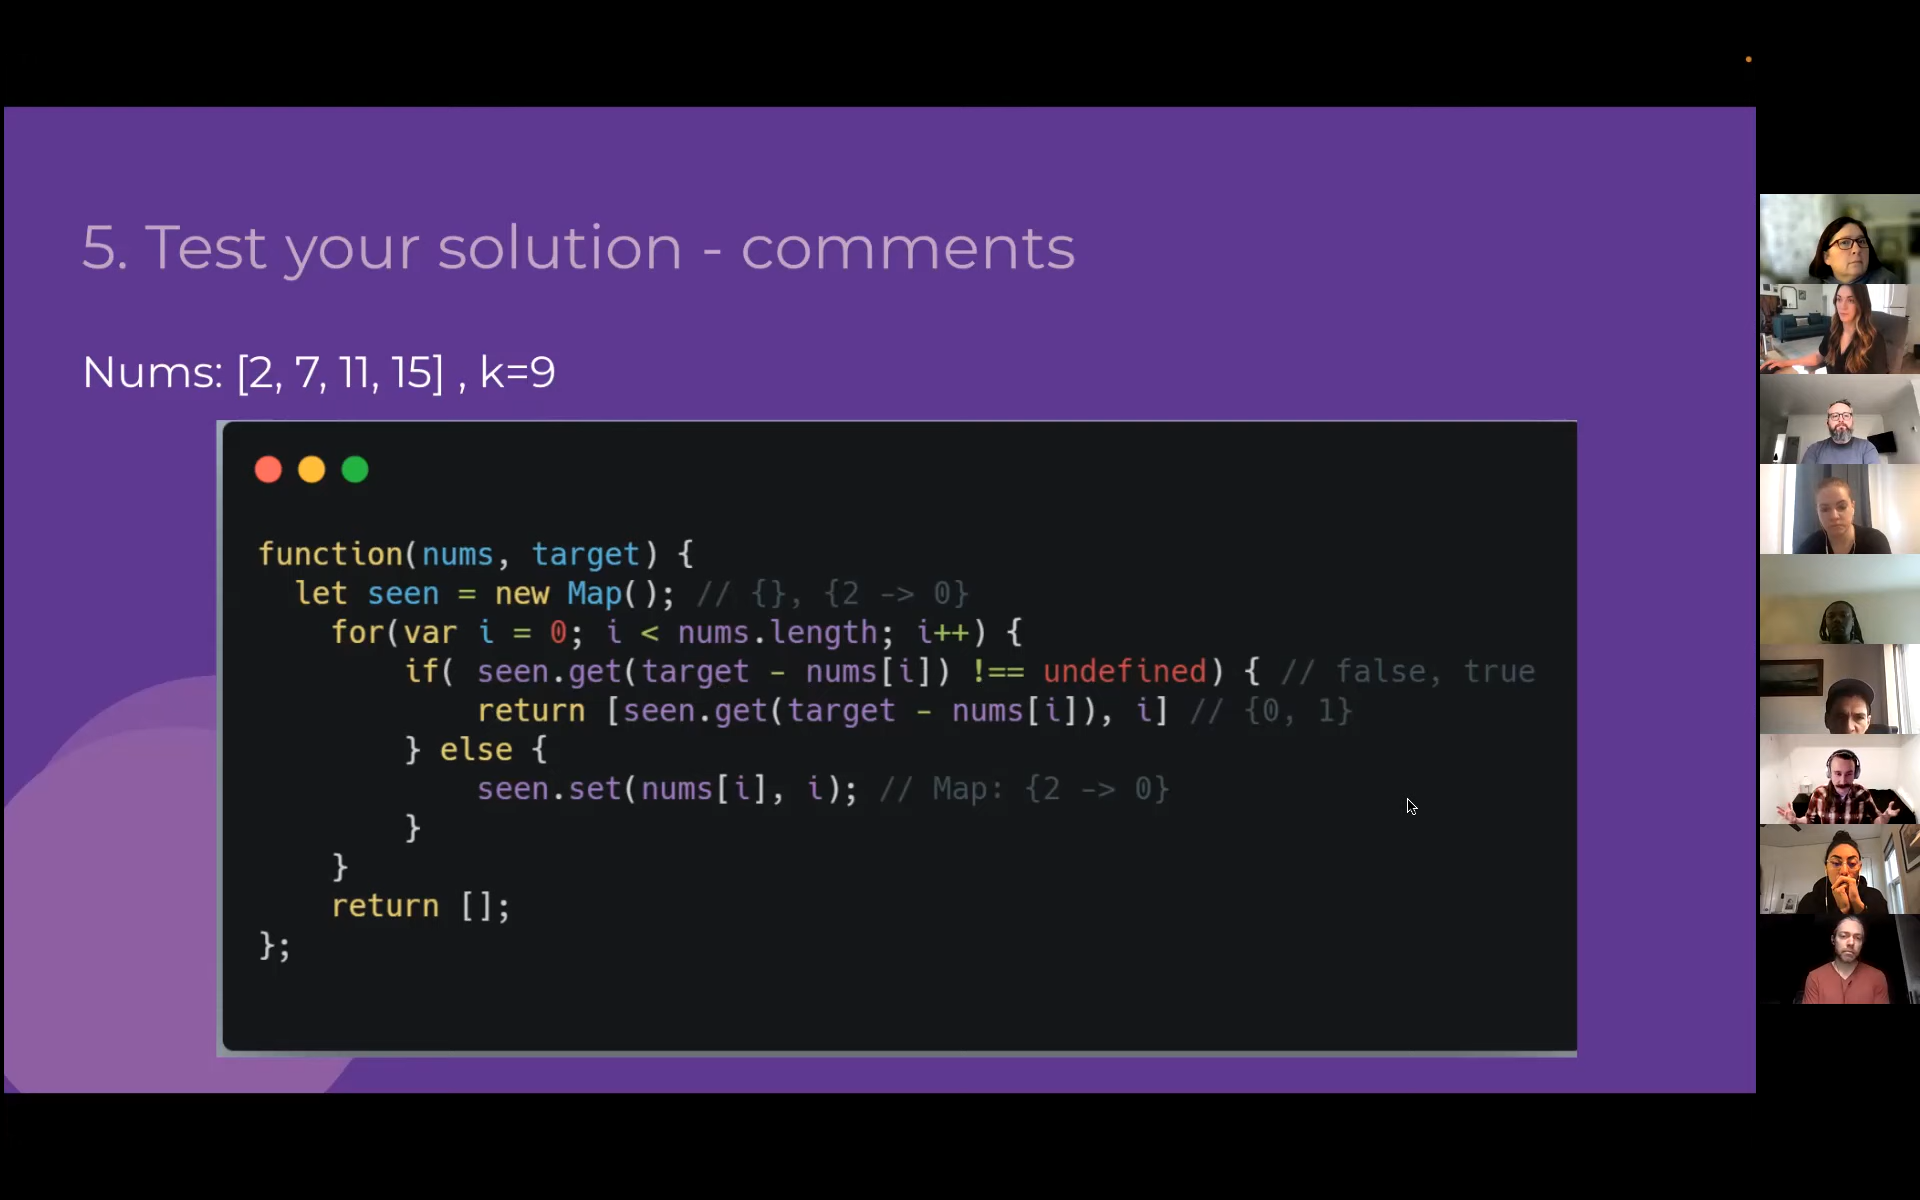 5. Test your solution - comments
Nums: [2, 7, 11, 15] , k=9
function(nums, target) {
  let seen = new Map(); // {}, {2 -> 0}
    for(var i = 0; i < nums.length; i++) {
        if( seen.get(target - nums[i]) !== undefined) { // false, true
            return [seen.get(target - nums[i]), i] // {0, 1}
        } else {
            seen.set(nums[i], i); // Map: {2 -> 0}
        }
    }
    return [];
};